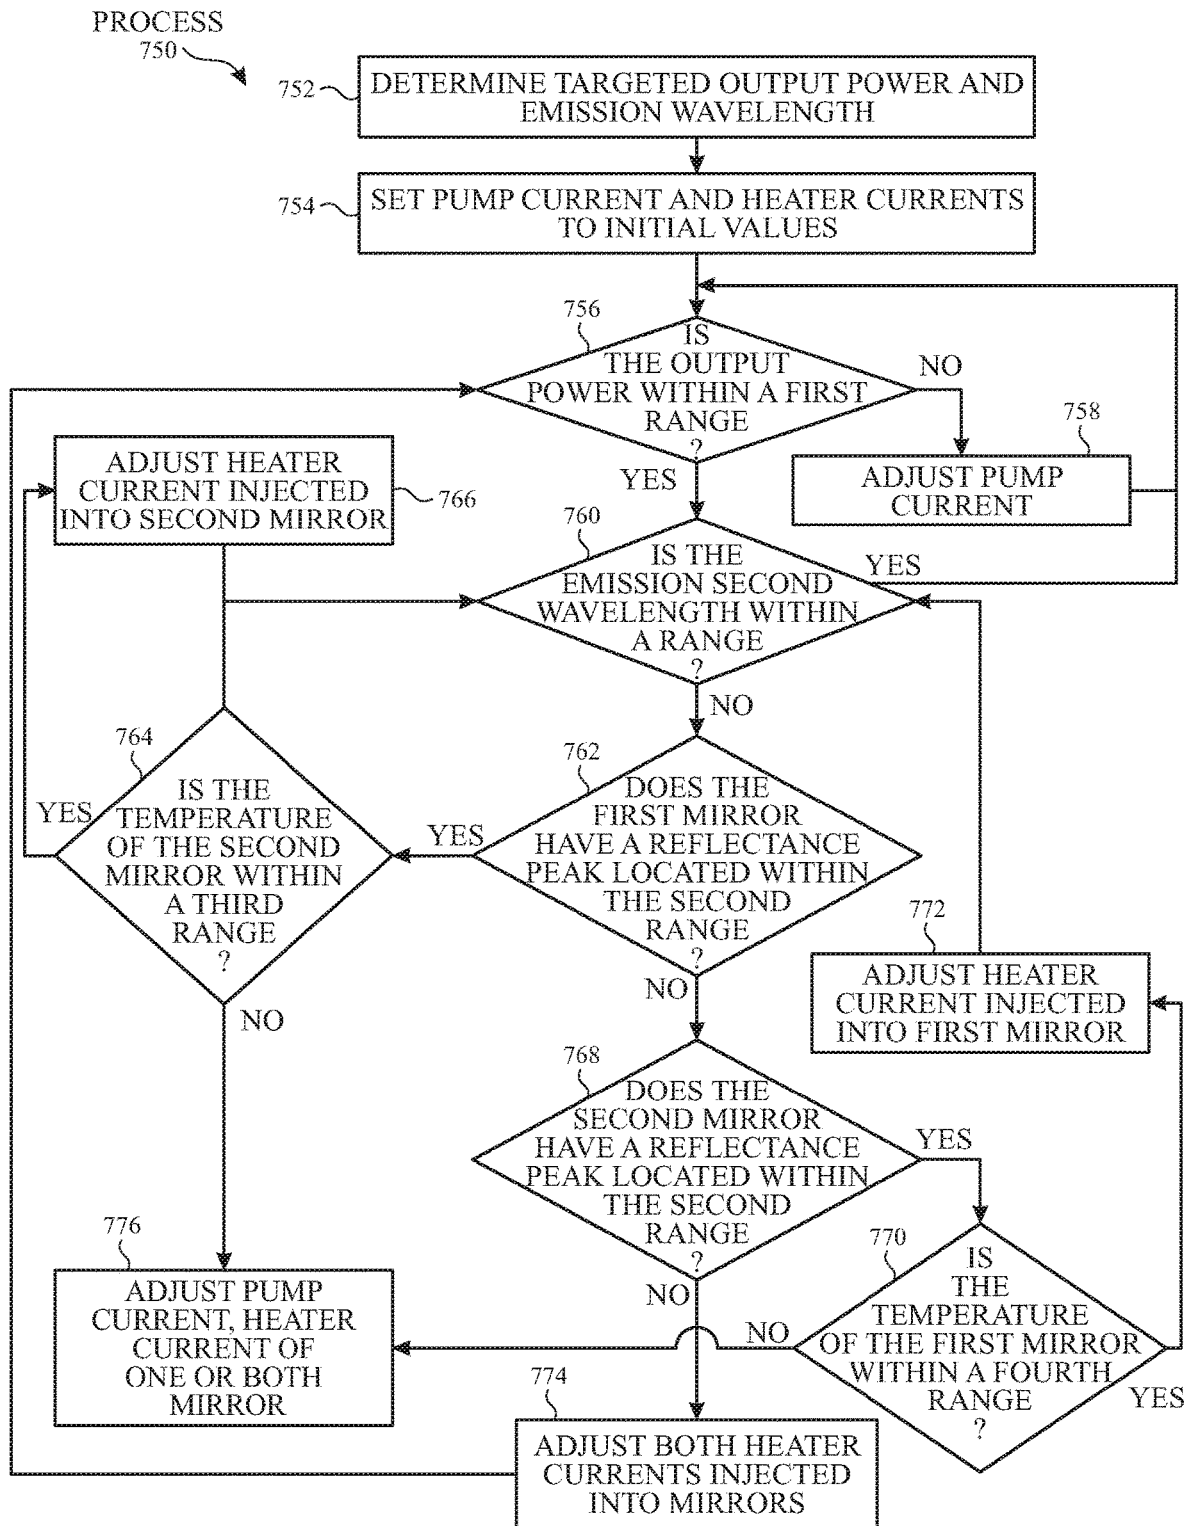 PROCESS
750
752
DETERMINE TARGETED OUTPUT POWER AND
EMISSION WAVELENGTH
754
SET PUMP CURRENT AND HEATER CURRENTS
TO INITIAL VALUES
756
IS
THE OUTPUT
POWER WITHIN A FIRST
RANGE
?
NO
YES
758
ADJUST PUMP
CURRENT
ADJUST HEATER
CURRENT INJECTED
INTO SECOND MIRROR
766
760
IS THE
EMISSION SECOND
WAVELENGTH WITHIN
A RANGE
?
YES
NO
764
IS THE
TEMPERATURE
OF THE SECOND
MIRROR WITHIN
A THIRD
RANGE
?
YES
NO
762
DOES THE
FIRST MIRROR
HAVE A REFLECTANCE
PEAK LOCATED WITHIN
THE SECOND
RANGE
?
YES
NO
772
ADJUST HEATER
CURRENT INJECTED
INTO FIRST MIRROR
768
DOES THE
SECOND MIRROR
HAVE A REFLECTANCE
PEAK LOCATED WITHIN
THE SECOND
RANGE
?
YES
NO
770
IS
THE
TEMPERATURE
OF THE FIRST MIRROR
WITHIN A FOURTH
RANGE
?
NO
YES
776
ADJUST PUMP
CURRENT, HEATER
CURRENT OF
ONE OR BOTH
MIRROR
774
ADJUST BOTH HEATER
CURRENTS INJECTED
INTO MIRRORS